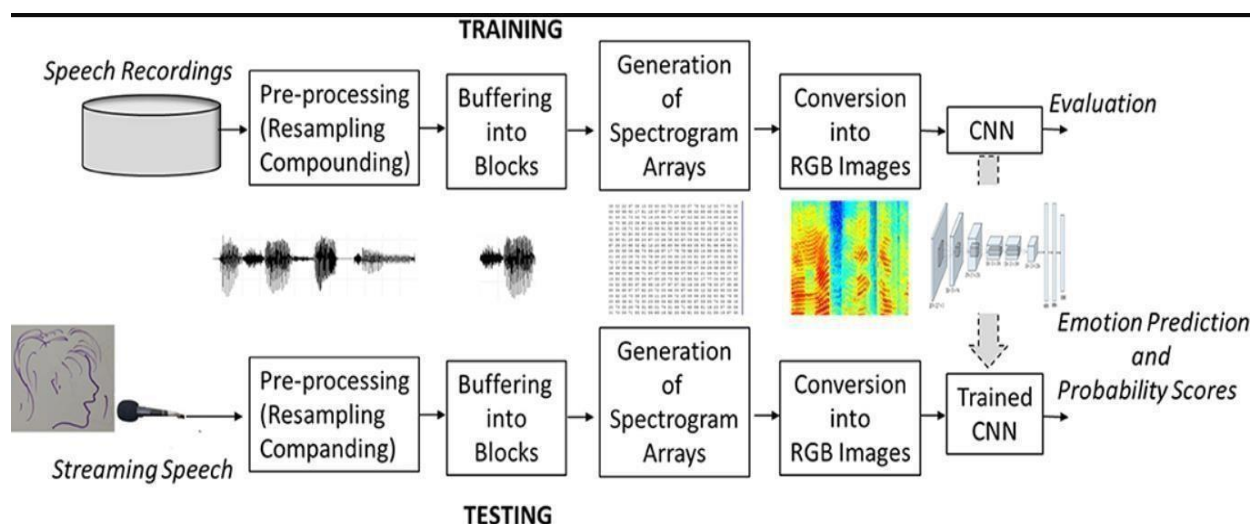 TRAINING
Speech Recordings
Pre-processing
(Resampling
Compounding)
Buffering
into
Blocks
Generation
of
Spectrogram
Arrays
Conversion
into
RGB Images
CNN
Evaluation
Streaming Speech
Pre-processing
(Resampling
Companding)
Buffering
into
Blocks
Generation
of
Spectrogram
Arrays
Conversion
into
RGB Images
Trained
CNN
Emotion Prediction
and
Probability Scores
TESTING